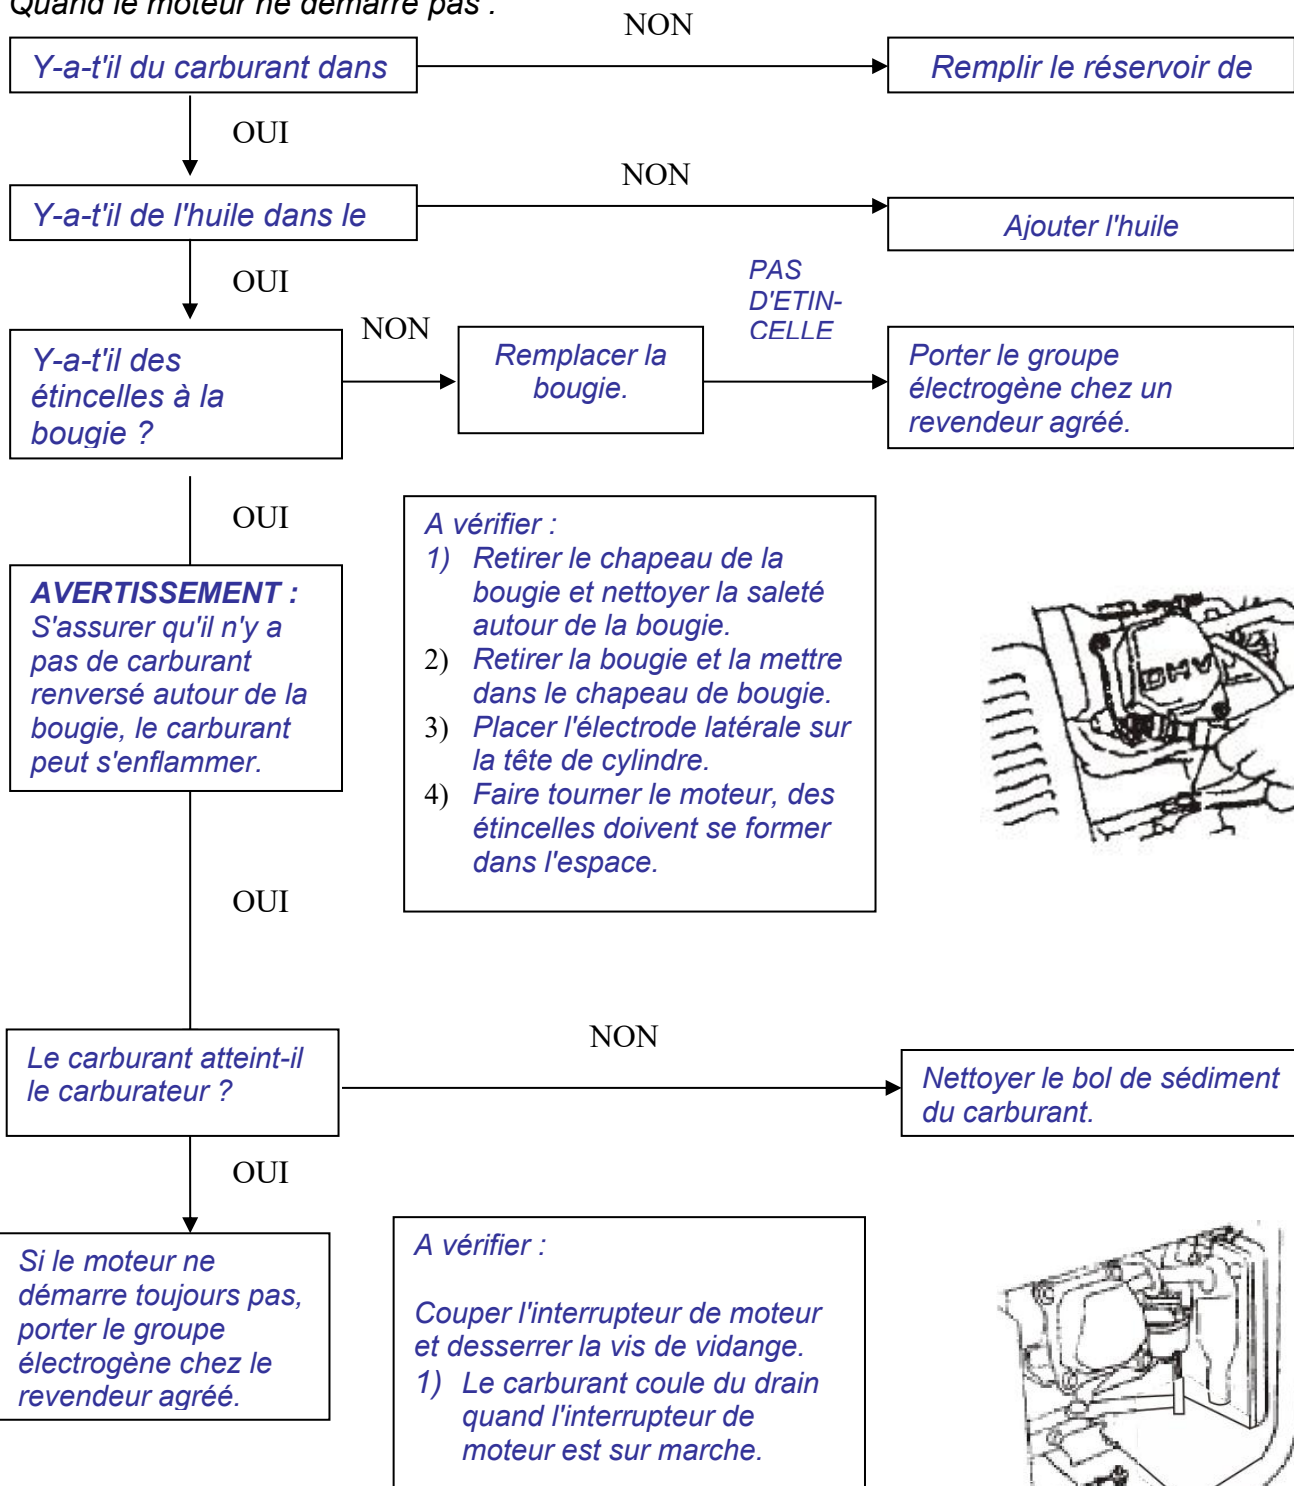 Quand le moteur ne démarre pas :
NON
Y-a-t'il du carburant dans
Remplir le réservoir de
OUI
NON
Y-a-t'il de l'huile dans le
Ajouter l'huile
OUI
PAS
D'ETIN-
CELLE
NON
Y-a-t'il des
étincelles à la
bougie ?
Remplacer la
bougie.
Porter le groupe
électrogène chez un
revendeur agréé.
OUI
AVERTISSEMENT :
S'assurer qu'il n'y a
pas de carburant
renversé autour de la
bougie, le carburant
peut s'enflammer.
A vérifier :
1) Retirer le chapeau de la
bougie et nettoyer la saleté
autour de la bougie.
2) Retirer la bougie et la mettre
dans le chapeau de bougie.
3) Placer l'électrode latérale sur
la tête de cylindre.
4) Faire tourner le moteur, des
étincelles doivent se former
dans l'espace.
OHV
OUI
NON
Le carburant atteint-il
le carburateur ?
Nettoyer le bol de sédiment
du carburant.
OUI
Si le moteur ne
démarre toujours pas,
porter le groupe
électrogène chez le
revendeur agréé.
A vérifier :
Couper l'interrupteur de moteur
et desserrer la vis de vidange.
1) Le carburant coule du drain
quand l'interrupteur de
moteur est sur marche.